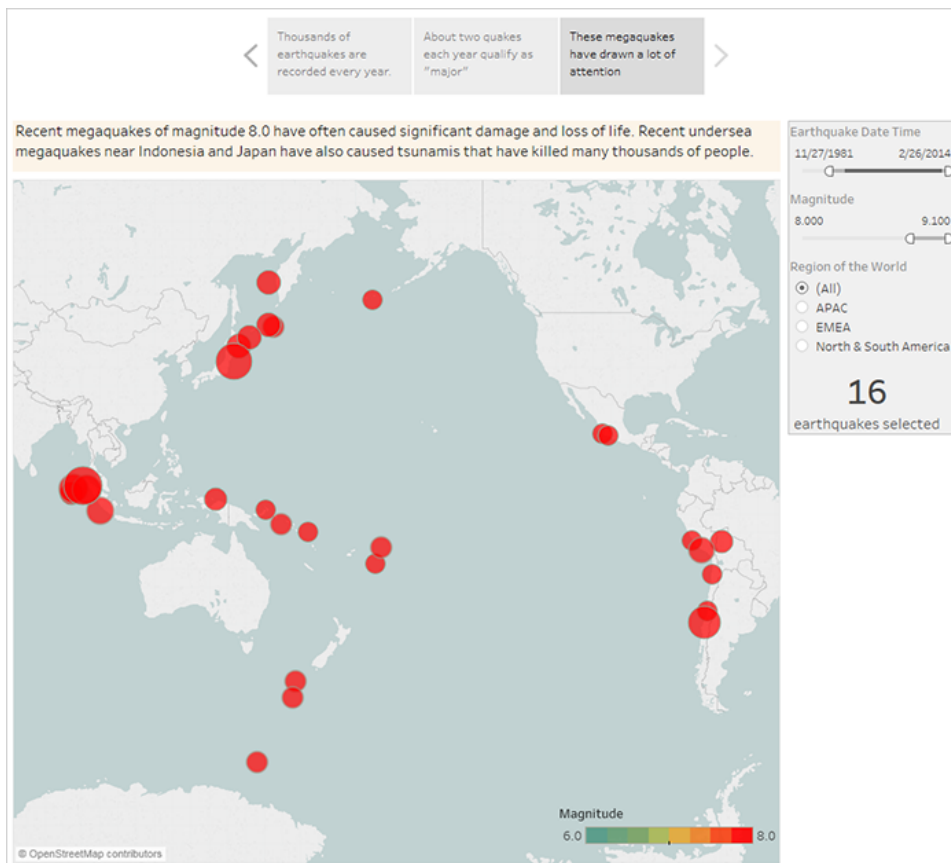 Thousands of
earthquakes are
recorded every year.
About two quakes
each year qualify as
"major"
These megaquakes
have drawn a lot of
attention
Recent megaquakes of magnitude 8.0 have often caused significant damage and loss of life. Recent undersea
megaquakes near Indonesia and Japan have also caused tsunamis that have killed many thousands of people.
Earthquake Date Time
11/27/1981 2/26/2014
Magnitude
8.000 9.100
Region of the World
(All)
APAC
EMEA
North & South America
16
earthquakes selected
Magnitude
6.0 8.0
© OpenStreetMap contributors